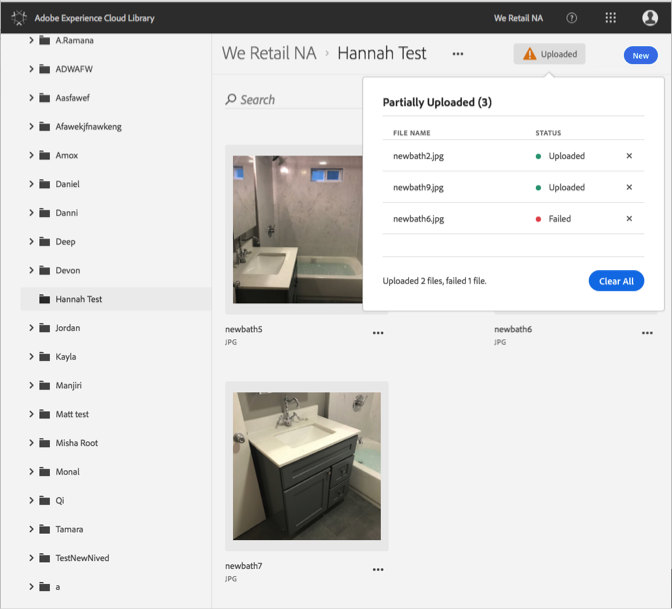 Adobe Experience Cloud Library
We Retail NA
A.Ramana
ADWAFW
Aasfawef
Afawekjfnawkeng
Amox
Daniel
Danni
Deep
Devon
Hannah Test
Jordan
Kayla
Manjiri
Matt test
Misha Root
Monal
Qi
Tamara
TestNewNived
a
We Retail NA › Hannah Test ••• Uploaded New
Search
Partially Uploaded (3)
FILE NAME STATUS
newbath2.jpg Uploaded ×
newbath9.jpg Uploaded ×
newbath6.jpg Failed ×
Uploaded 2 files, failed 1 file. Clear All
newbath5 •••
JPG
newbath6 •••
JPG
newbath7 •••
JPG